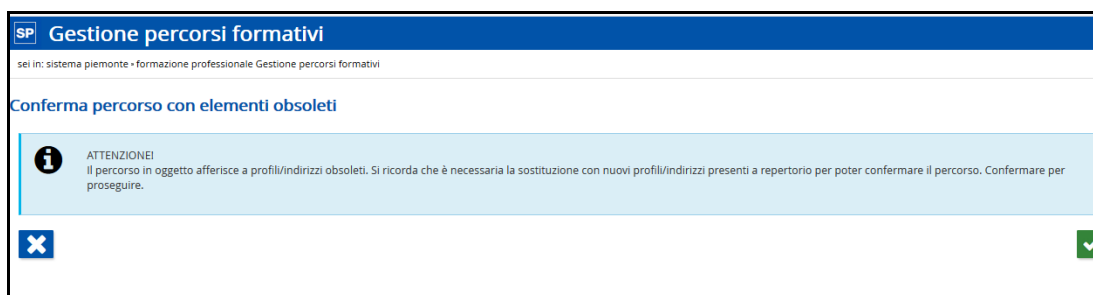 SP Gestione percorsi formativi
sei in: sistema piemonte • formazione professionale Gestione percorsi formativi
Conferma percorso con elementi obsoleti
ATTENZIONE!
Il percorso in oggetto afferisce a profili/indirizzi obsoleti. Si ricorda che è necessaria la sostituzione con nuovi profili/indirizzi presenti a repertorio per poter confermare il percorso. Confermare per
proseguire.